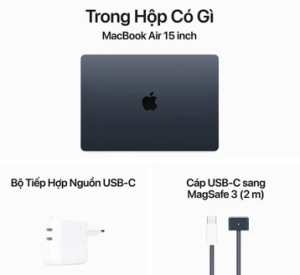 Trong Hộp Có Gì
MacBook Air 15 inch
Bộ Tiếp Hợp Nguồn USB-C
Cáp USB-C sang
MagSafe 3 (2 m)